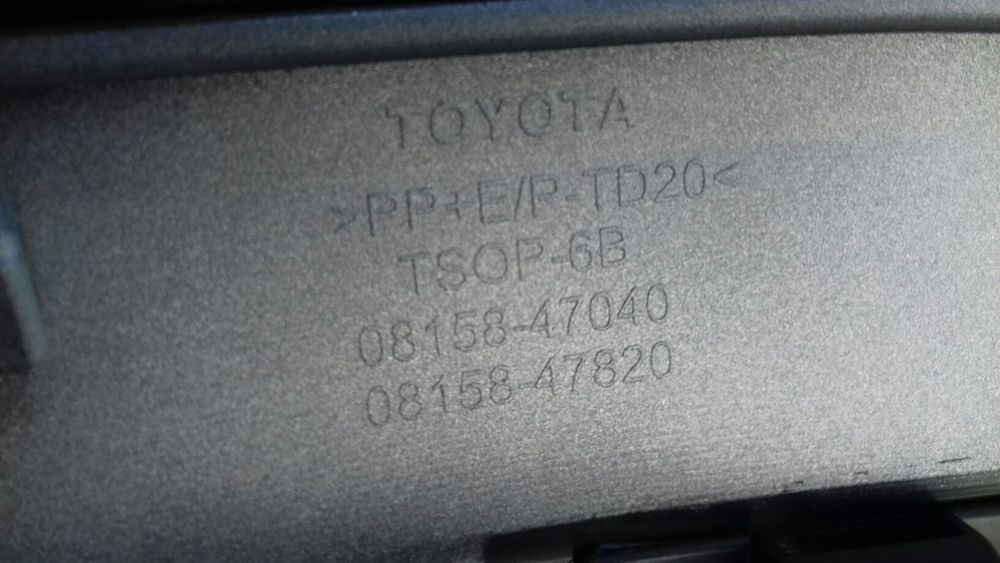 TOYOTA
>PP+E/P-TD20<
TSOP-6B
08158-47040
08158-47820